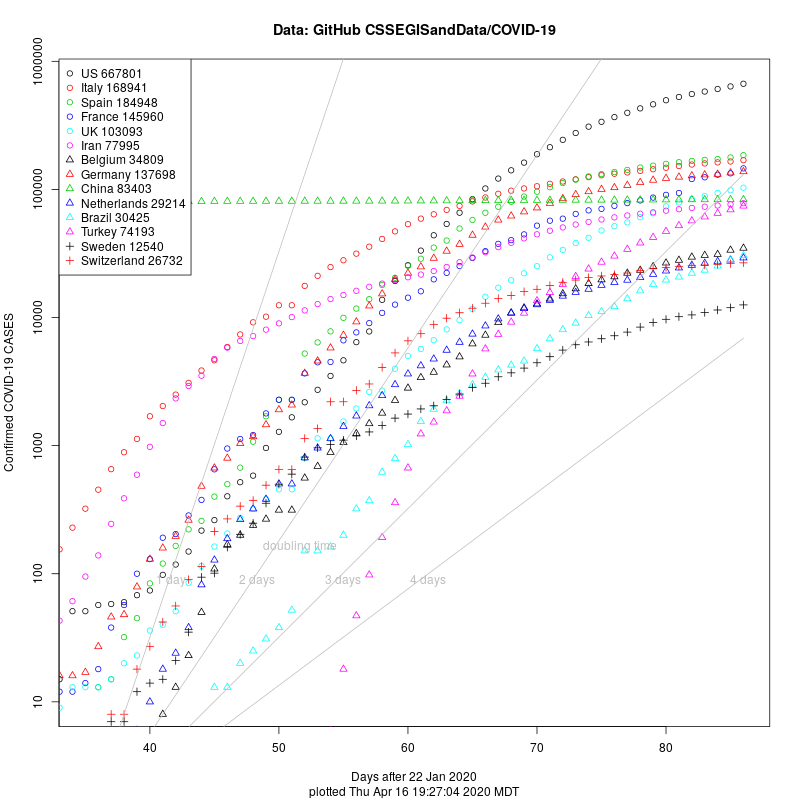 Data: GitHub CSSEGISandData/COVID-19
1000000
100000
10000
1000
100
10
Confirmed COVID-19 CASES
US 667801
Italy 168941
Spain 184948
France 145960
UK 103093
Iran 77995
Belgium 34809
Germany 137698
China 83403
Netherlands 29214
Brazil 30425
Turkey 74193
Sweden 12540
Switzerland 26732
doubling time
1 days
2 days
3 days
4 days
40 50 60 70 80
Days after 22 Jan 2020
plotted Thu Apr 16 19:27:04 2020 MDT